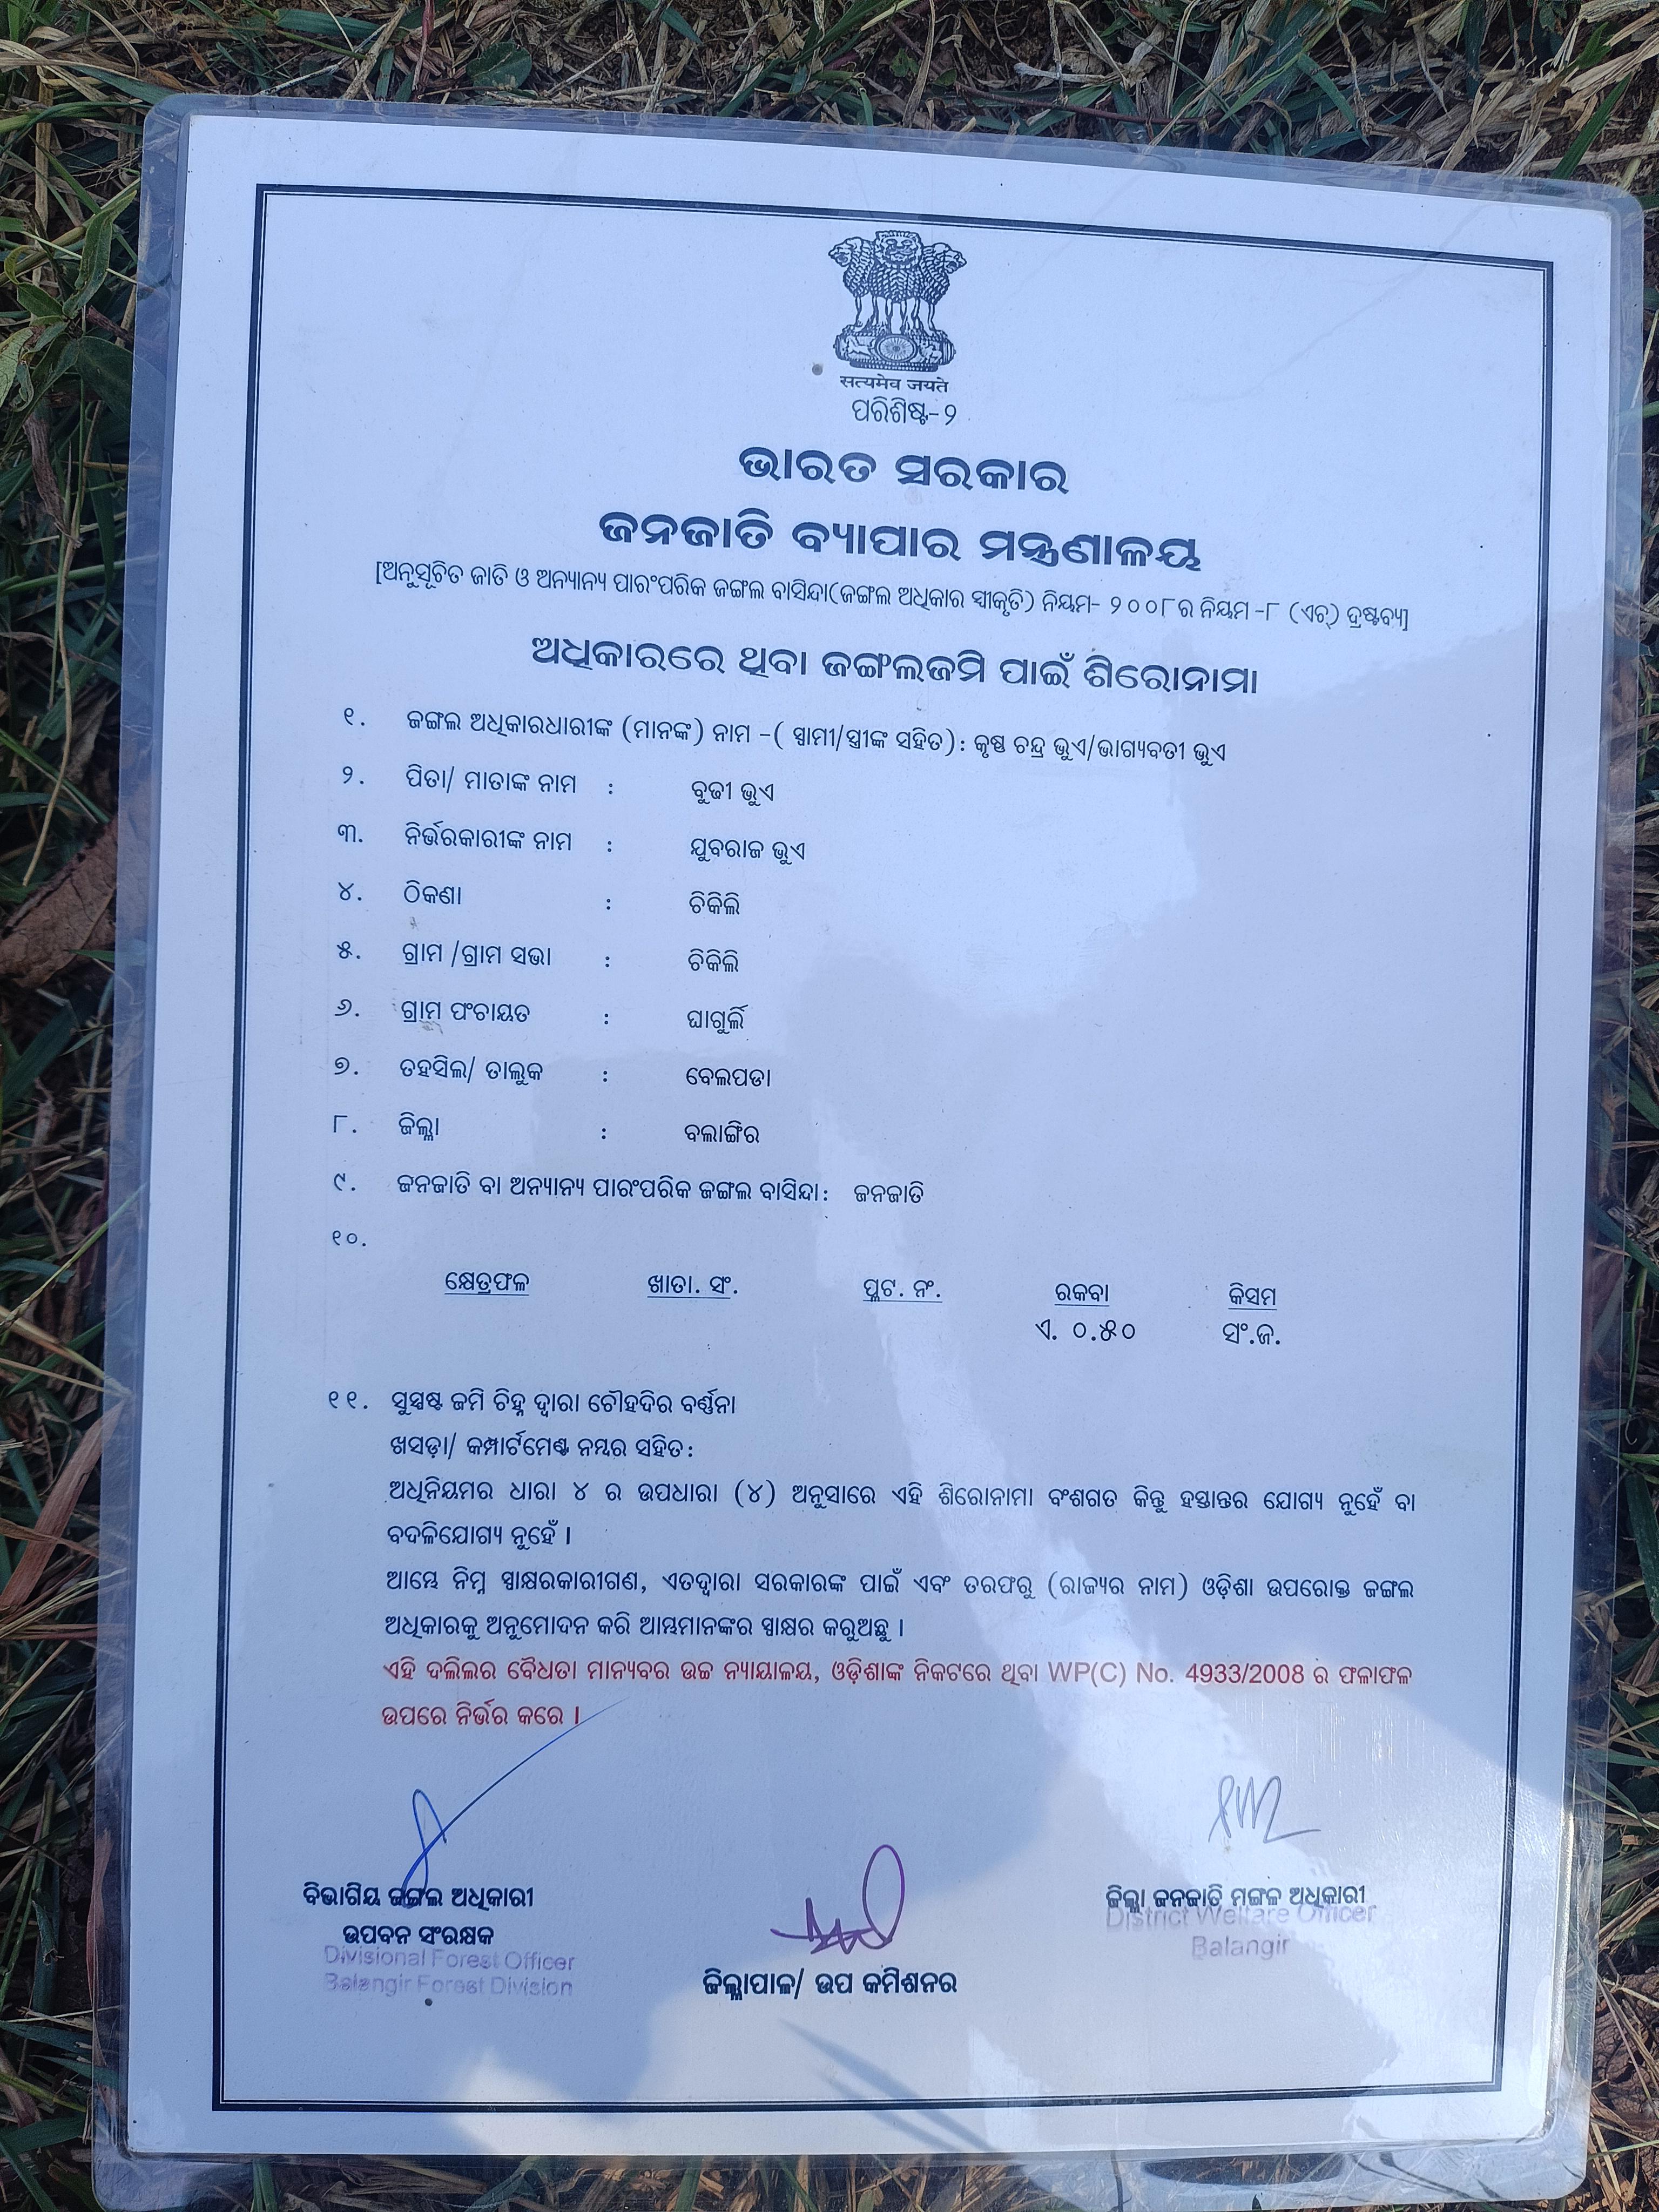 सत्यमेव जयते
ପରିଶିଷ୍ଟ-୨
ଭାରତ ସରକାର
ଜନଜାତି ବ୍ୟାପାର ମନ୍ତ୍ରଣାଳୟ
[ଅନୁସୂଚିତ ଜାତି ଓ ଅନ୍ୟାନ୍ୟ ପାରଂପରିକ ଜଙ୍ଗଲ ବାସିନ୍ଦା(ଜଙ୍ଗଲ ଅଧିକାର ସ୍ୱୀକୃତି) ନିୟମ- ୨୦୦୮ର ନିୟମ -୮ (ଏଚ୍) ଦ୍ରଷ୍ଟବ୍ୟ]
ଅଧିକାରରେ ଥିବା ଜଙ୍ଗଲଜମି ପାଇଁ ଶିରୋନାମା
୧. ଜଙ୍ଗଲ ଅଧିକାରଧାରୀଙ୍କ (ମାନଙ୍କ) ନାମ -( ସ୍ୱାମୀ/ସ୍ତ୍ରୀଙ୍କ ସହିତ): କୃଷ୍ଣ ଚନ୍ଦ୍ର ଭୁଏ/ଭାଗ୍ୟବତୀ ଭୁଏ
୨. ପିତା/ ମାତାଙ୍କ ନାମ : ବୁଢୀ ଭୁଏ
୩. ନିର୍ଭରକାରୀଙ୍କ ନାମ : ଯୁବରାଜ ଭୁଏ
୪. ଠିକଣା : ଚିକିଲି
୫. ଗ୍ରାମ /ଗ୍ରାମ ସଭା : ଚିକିଲି
୬. ଗ୍ରାମ ପଂଚାୟତ : ଘାଗୁର୍ଲି
୭. ତହସିଲ/ ତାଲୁକ : ବେଲପଡା
୮. ଜିଲ୍ଲା : ବଲାଙ୍ଗିର
୯. ଜନଜାତି ବା ଅନ୍ୟାନ୍ୟ ପାରଂପରିକ ଜଙ୍ଗଲ ବାସିନ୍ଦା: ଜନଜାତି
୧୦.
କ୍ଷେତ୍ରଫଳ ଖାତା. ସଂ. ପ୍ଲଟ. ନଂ. ରକବା କିସମ
ଏ. ୦.୫୦ ସଂ.ଜ.
୧୧. ସୁସ୍ପଷ୍ଟ ଜମି ଚିହ୍ନ ଦ୍ୱାରା ଚୌହଦିର ବର୍ଣ୍ଣନା
ଖସଡ଼ା/ କମ୍ପାର୍ଟମେଣ୍ଟ ନମ୍ବର ସହିତ:
ଅଧିନିୟମର ଧାରା ୪ ର ଉପଧାରା (୪) ଅନୁସାରେ ଏହି ଶିରୋନାମା ବଂଶଗତ କିନ୍ତୁ ହସ୍ତାନ୍ତର ଯୋଗ୍ୟ ନୁହେଁ ବା
ବଦଳିଯୋଗ୍ୟ ନୁହେଁ ।
ଆମ୍ଭେ ନିମ୍ନ ସ୍ୱାକ୍ଷରକାରୀଗଣ, ଏତଦ୍ୱାରା ସରକାରଙ୍କ ପାଇଁ ଏବଂ ତରଫରୁ (ରାଜ୍ୟର ନାମ) ଓଡ଼ିଶା ଉପରୋକ୍ତ ଜଙ୍ଗଲ
ଅଧିକାରକୁ ଅନୁମୋଦନ କରି ଆମ୍ଭମାନଙ୍କର ସ୍ୱାକ୍ଷର କରୁଅଛୁ ।
ଏହି ଦଲିଲର ବୈଧତା ମାନ୍ୟବର ଉଚ୍ଚ ନ୍ୟାୟାଳୟ, ଓଡ଼ିଶାଙ୍କ ନିକଟରେ ଥିବା WP(C) No. 4933/2008 ର ଫଳାଫଳ
ଉପରେ ନିର୍ଭର କରେ ।
ବିଭାଗିୟ ଜଙ୍ଗଲ ଅଧିକାରୀ
ଉପବନ ସଂରକ୍ଷକ
Divisional Forest Officer
Balangir Forest Division
ଜିଲ୍ଲାପାଳ/ ଉପ କମିଶନର
ଜିଲ୍ଲା ଜନଜାତି ମଙ୍ଗଳ ଅଧିକାରୀ
District Welfare Officer
Balangir